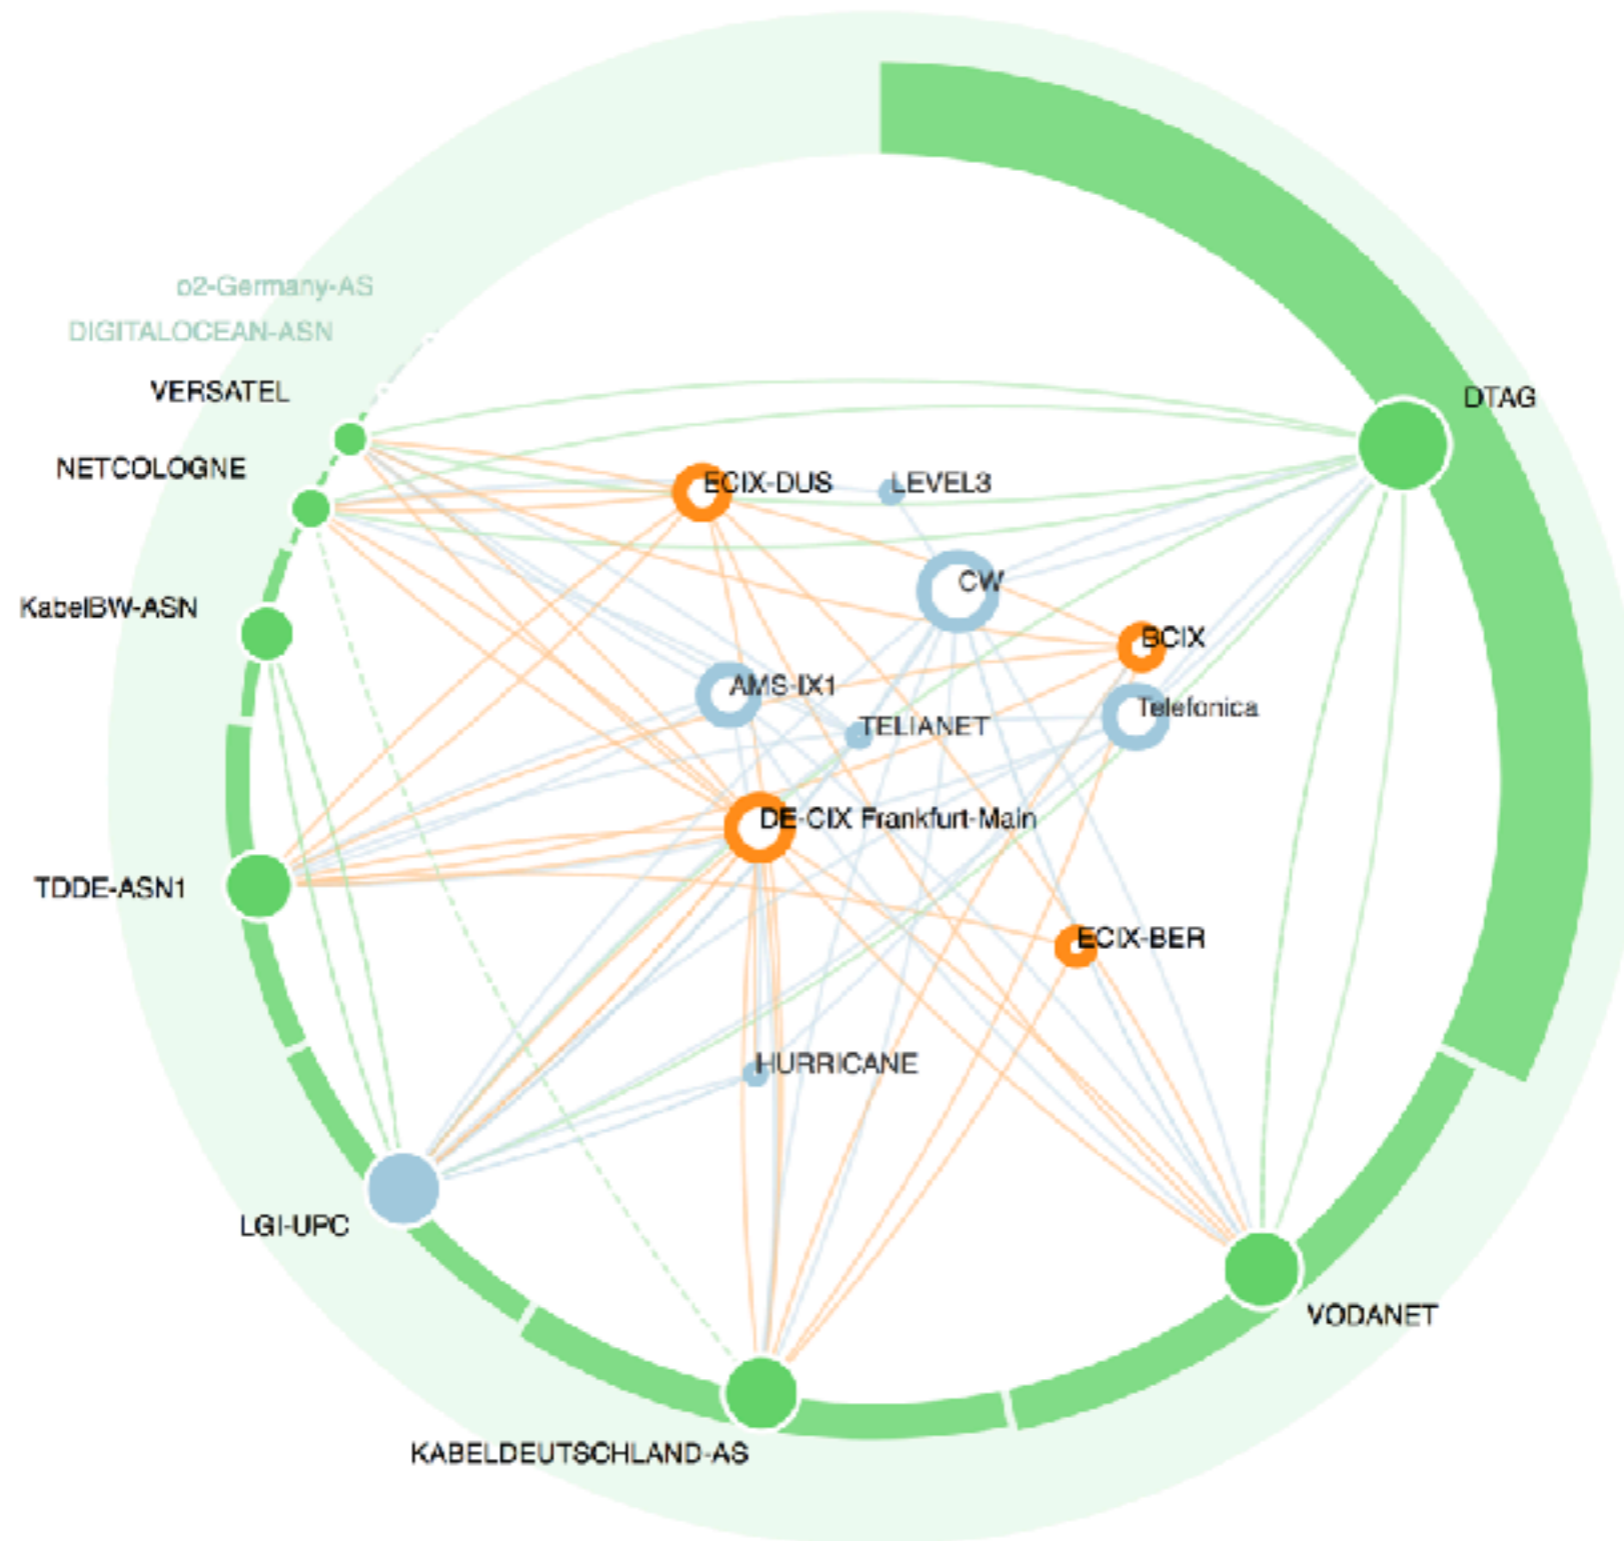 o2-Germany-AS
DIGITALOCEAN-ASN
VERSATEL
DTAG
NETCOLOGNE
ECIX-DUS
LEVEL3
CW
KabelBW-ASN
BCIX
AMS-IX1
Telefonica
TELIANET
DE-CIX Frankfurt-Main
TDDE-ASN1
ECIX-BER
HURRICANE
LGI-UPC
VODANET
KABELDEUTSCHLAND-AS